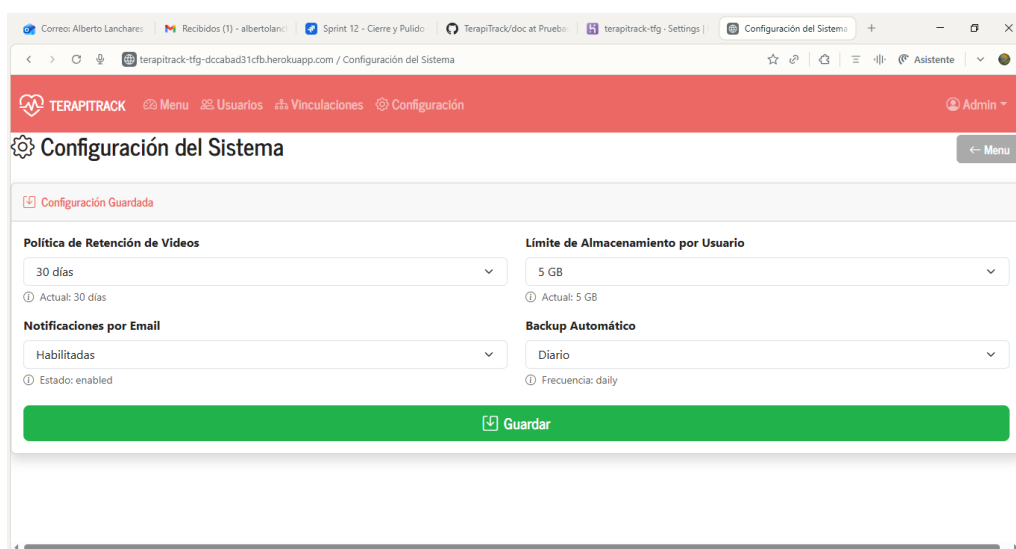 Correo: Alberto Lanchares
Recibidos (1) - albertolanch
Sprint 12 - Cierre y Pulido
TerapiTrack/doc at Pruebas
terapitrack-tfg - Settings |
Configuración del Sistema
terapitrack-tfg-dccabad31cfb.herokuapp.com / Configuración del Sistema
Asistente
TERAPITRACK Menu Usuarios Vinculaciones Configuración Admin
Configuración del Sistema
← Menu
Configuración Guardada
Política de Retención de Videos
Límite de Almacenamiento por Usuario
30 días
5 GB
Actual: 30 días
Actual: 5 GB
Notificaciones por Email
Backup Automático
Habilitadas
Diario
Estado: enabled
Frecuencia: daily
Guardar